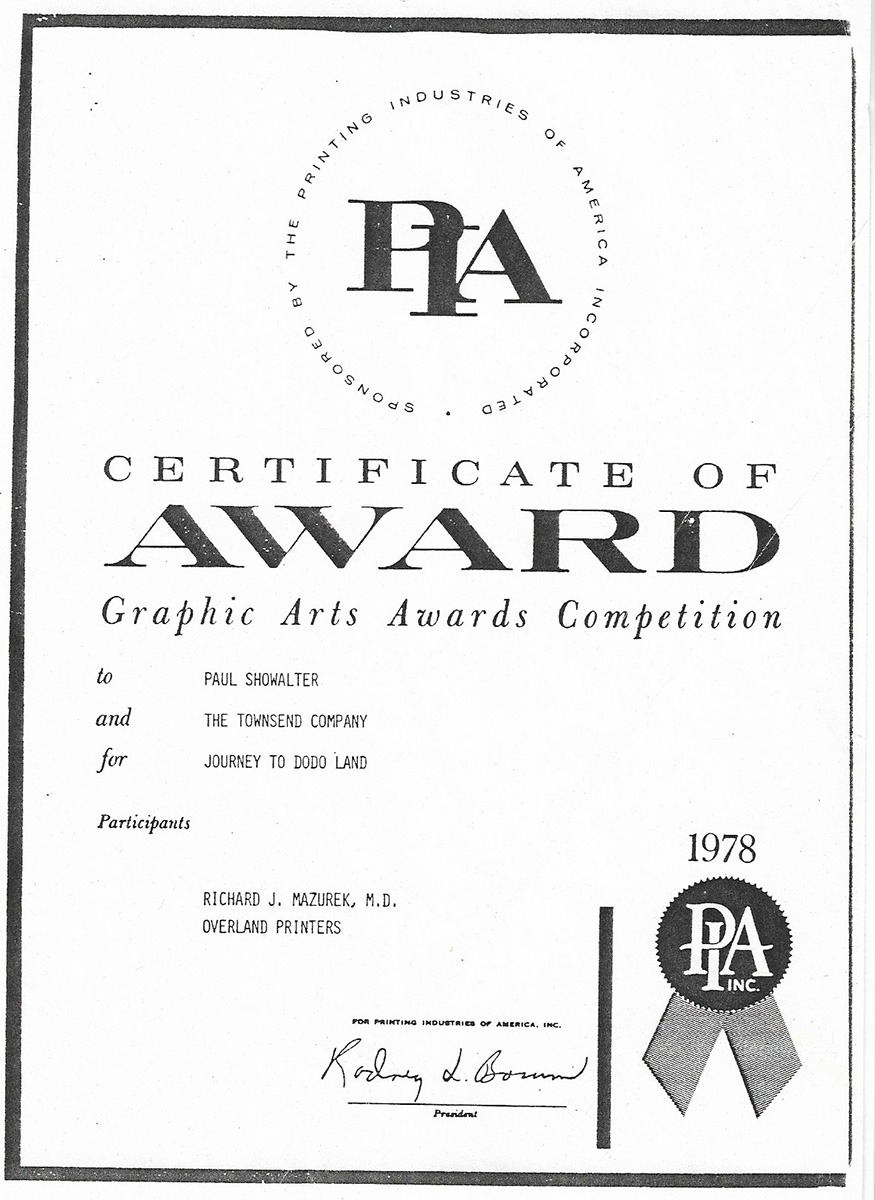 SPONSORED BY THE PRINTING INDUSTRIES OF AMERICA INCORPORATED •
PIA
CERTIFICATE OF
AWARD
Graphic Arts Awards Competition
to PAUL SHOWALTER
and THE TOWNSEND COMPANY
for JOURNEY TO DODO LAND
Participants
RICHARD J. MAZUREK, M.D.
OVERLAND PRINTERS
1978
PIA
INC.
FOR PRINTING INDUSTRIES OF AMERICA, INC.
Rodney L. Borum
President